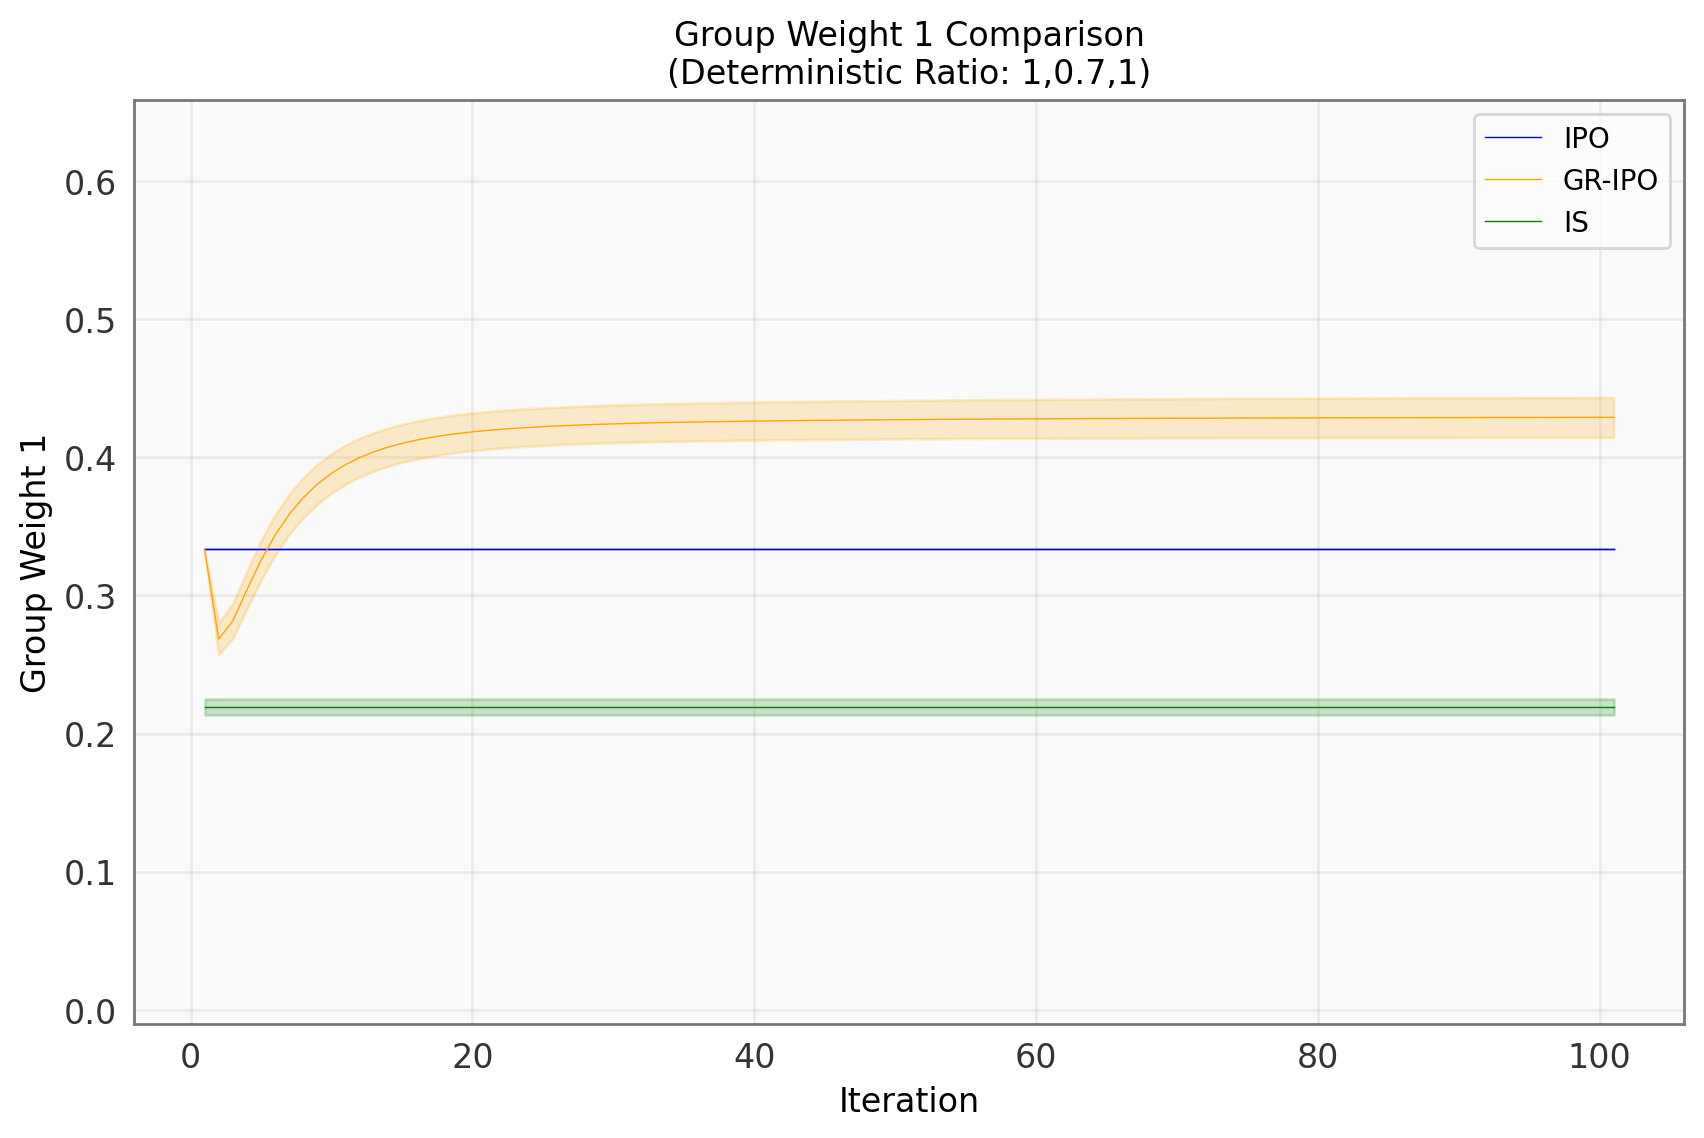 Group Weight 1 Comparison
(Deterministic Ratio: 1,0.7,1)
IPO
GR-IPO
IS
Group Weight 1
0.6
0.5
0.4
0.3
0.2
0.1
0.0
0 20 40 60 80 100
Iteration